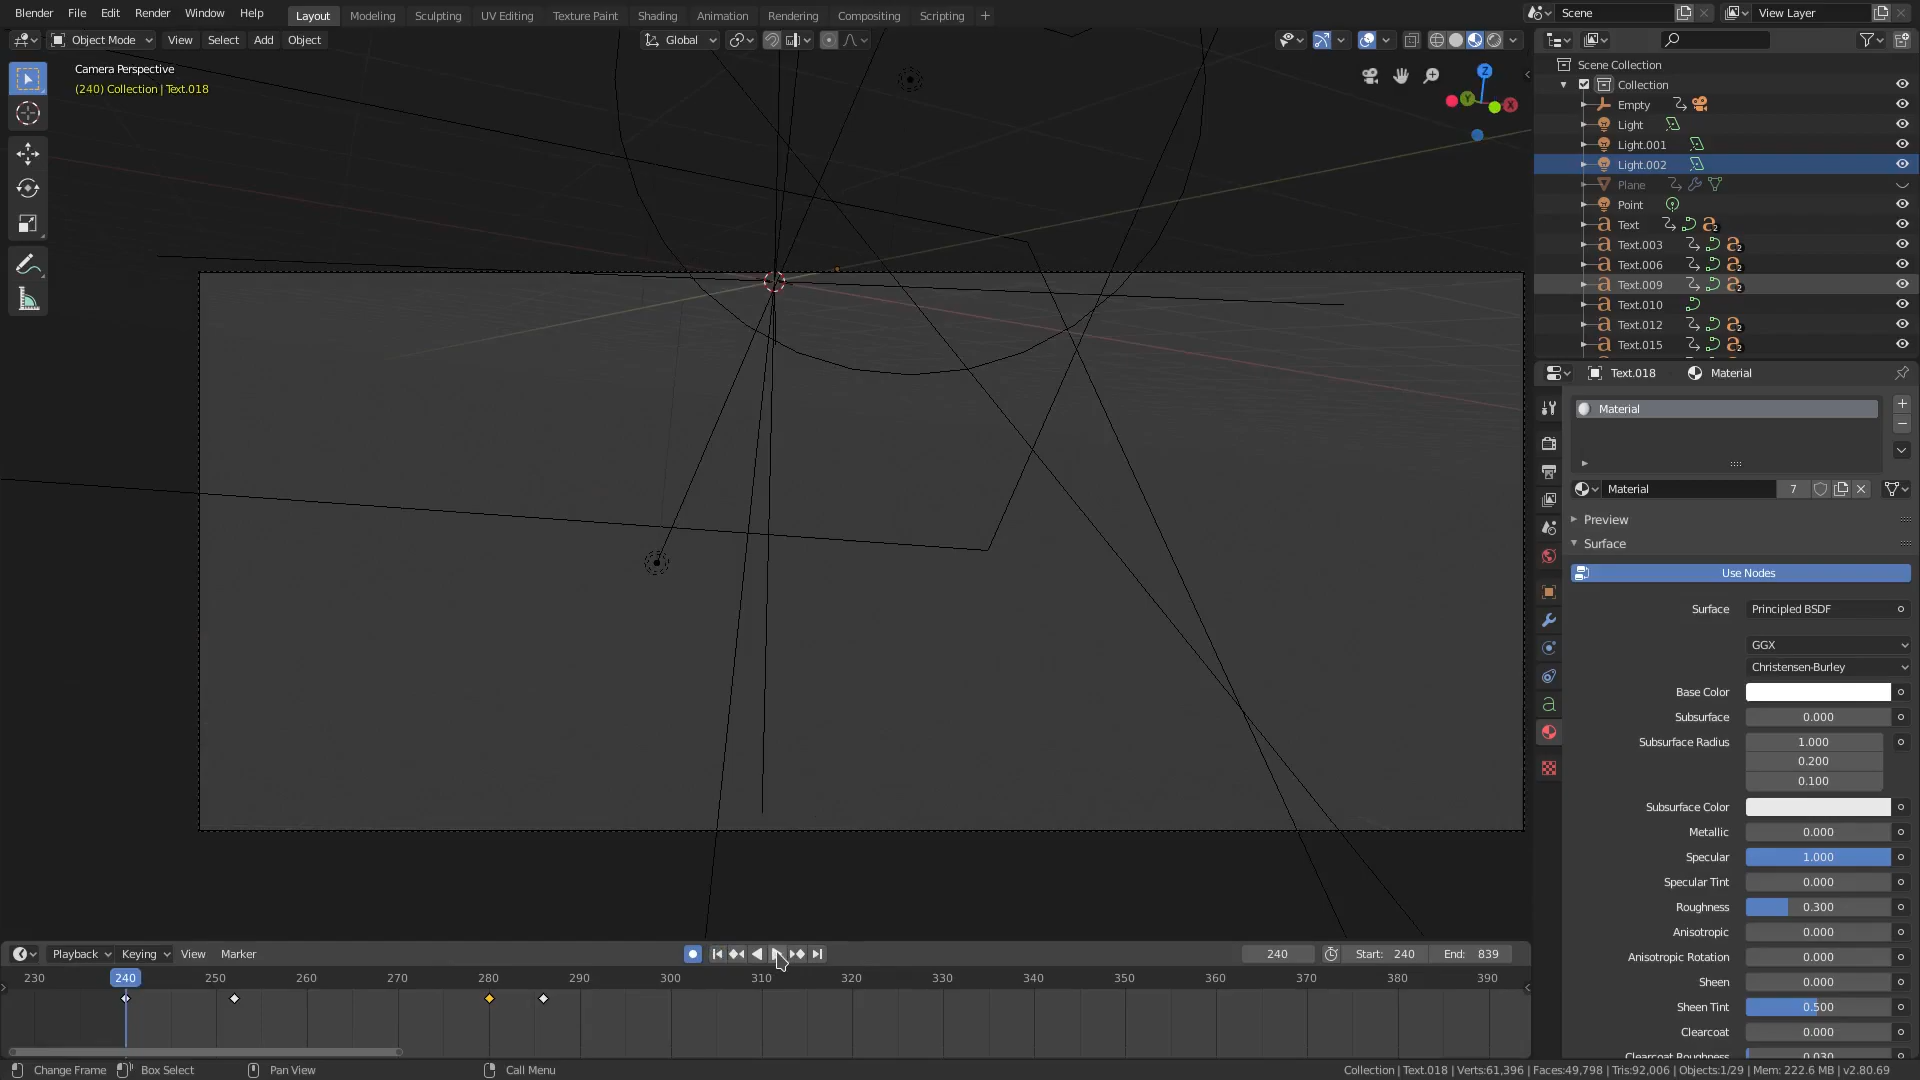 Blender File Edit Render Window Help Layout Modeling Sculpting UV Editing Texture Paint Shading Animation Rendering Compositing Scripting + Scene View Layer
Object Mode View Select Add Object Global
Camera Perspective
(240) Collection | Text.018
Z
Y
X
Scene Collection
Collection
Empty
Light
Light.001
Light.002
Plane
Point
Text
Text.003
Text.006
Text.009
Text.010
Text.012
Text.015
Text.018 Material
Material
Material 7
Preview
Surface
Use Nodes
Surface Principled BSDF
GGX
Christensen-Burley
Base Color
Subsurface 0.000
Subsurface Radius 1.000
0.200
0.100
Subsurface Color
Metallic 0.000
Specular 1.000
Specular Tint 0.000
Roughness 0.300
Anisotropic 0.000
Anisotropic Rotation 0.000
Sheen 0.000
Sheen Tint 0.500
Clearcoat 0.000
Clearcoat Roughness 0.030
Playback Keying View Marker 240 Start: 240 End: 839
230 240 250 260 270 280 290 300 310 320 330 340 350 360 370 380 390
Change Frame Box Select Pan View Call Menu Collection | Text.018 | Verts:61,396 | Faces:49,798 | Tris:92,006 | Objects:1/29 | Mem: 222.6 MB | v2.80.69